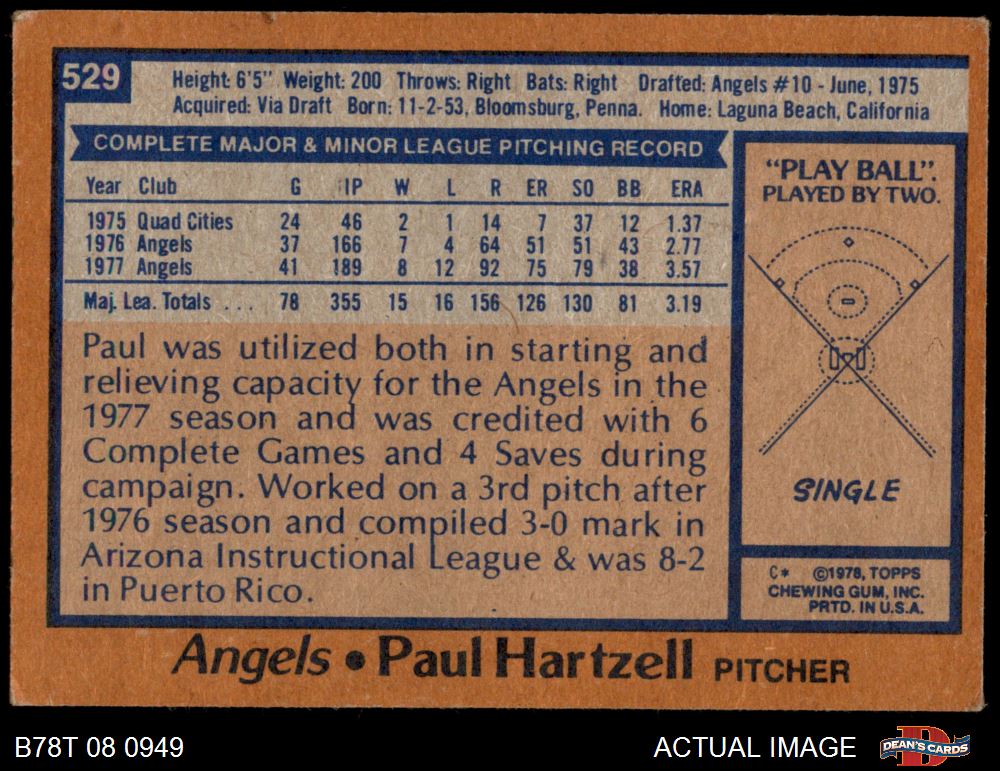 529
Height: 6'5" Weight: 200 Throws: Right Bats: Right Drafted: Angels #10 - June, 1975
Acquired: Via Draft Born: 11-2-53, Bloomsburg, Penna. Home: Laguna Beach, California
COMPLETE MAJOR & MINOR LEAGUE PITCHING RECORD
Year Club G IP W L R ER SO BB ERA
1975 Quad Cities 24 46 2 1 14 7 37 12 1.37
1976 Angels 37 166 7 4 64 51 51 43 2.77
1977 Angels 41 189 8 12 92 75 79 38 3.57
Maj. Lea. Totals . . . 78 355 15 16 156 126 130 81 3.19
Paul was utilized both in starting and
relieving capacity for the Angels in the
1977 season and was credited with 6
Complete Games and 4 Saves during
campaign. Worked on a 3rd pitch after
1976 season and compiled 3-0 mark in
Arizona Instructional League & was 8-2
in Puerto Rico.
"PLAY BALL".
PLAYED BY TWO.
SINGLE
C* ©1978, TOPPS
CHEWING GUM, INC.
PRTD. IN U.S.A.
Angels • Paul Hartzell PITCHER
B78T 08 0949
ACTUAL IMAGE
D
DEAN'S CARDS